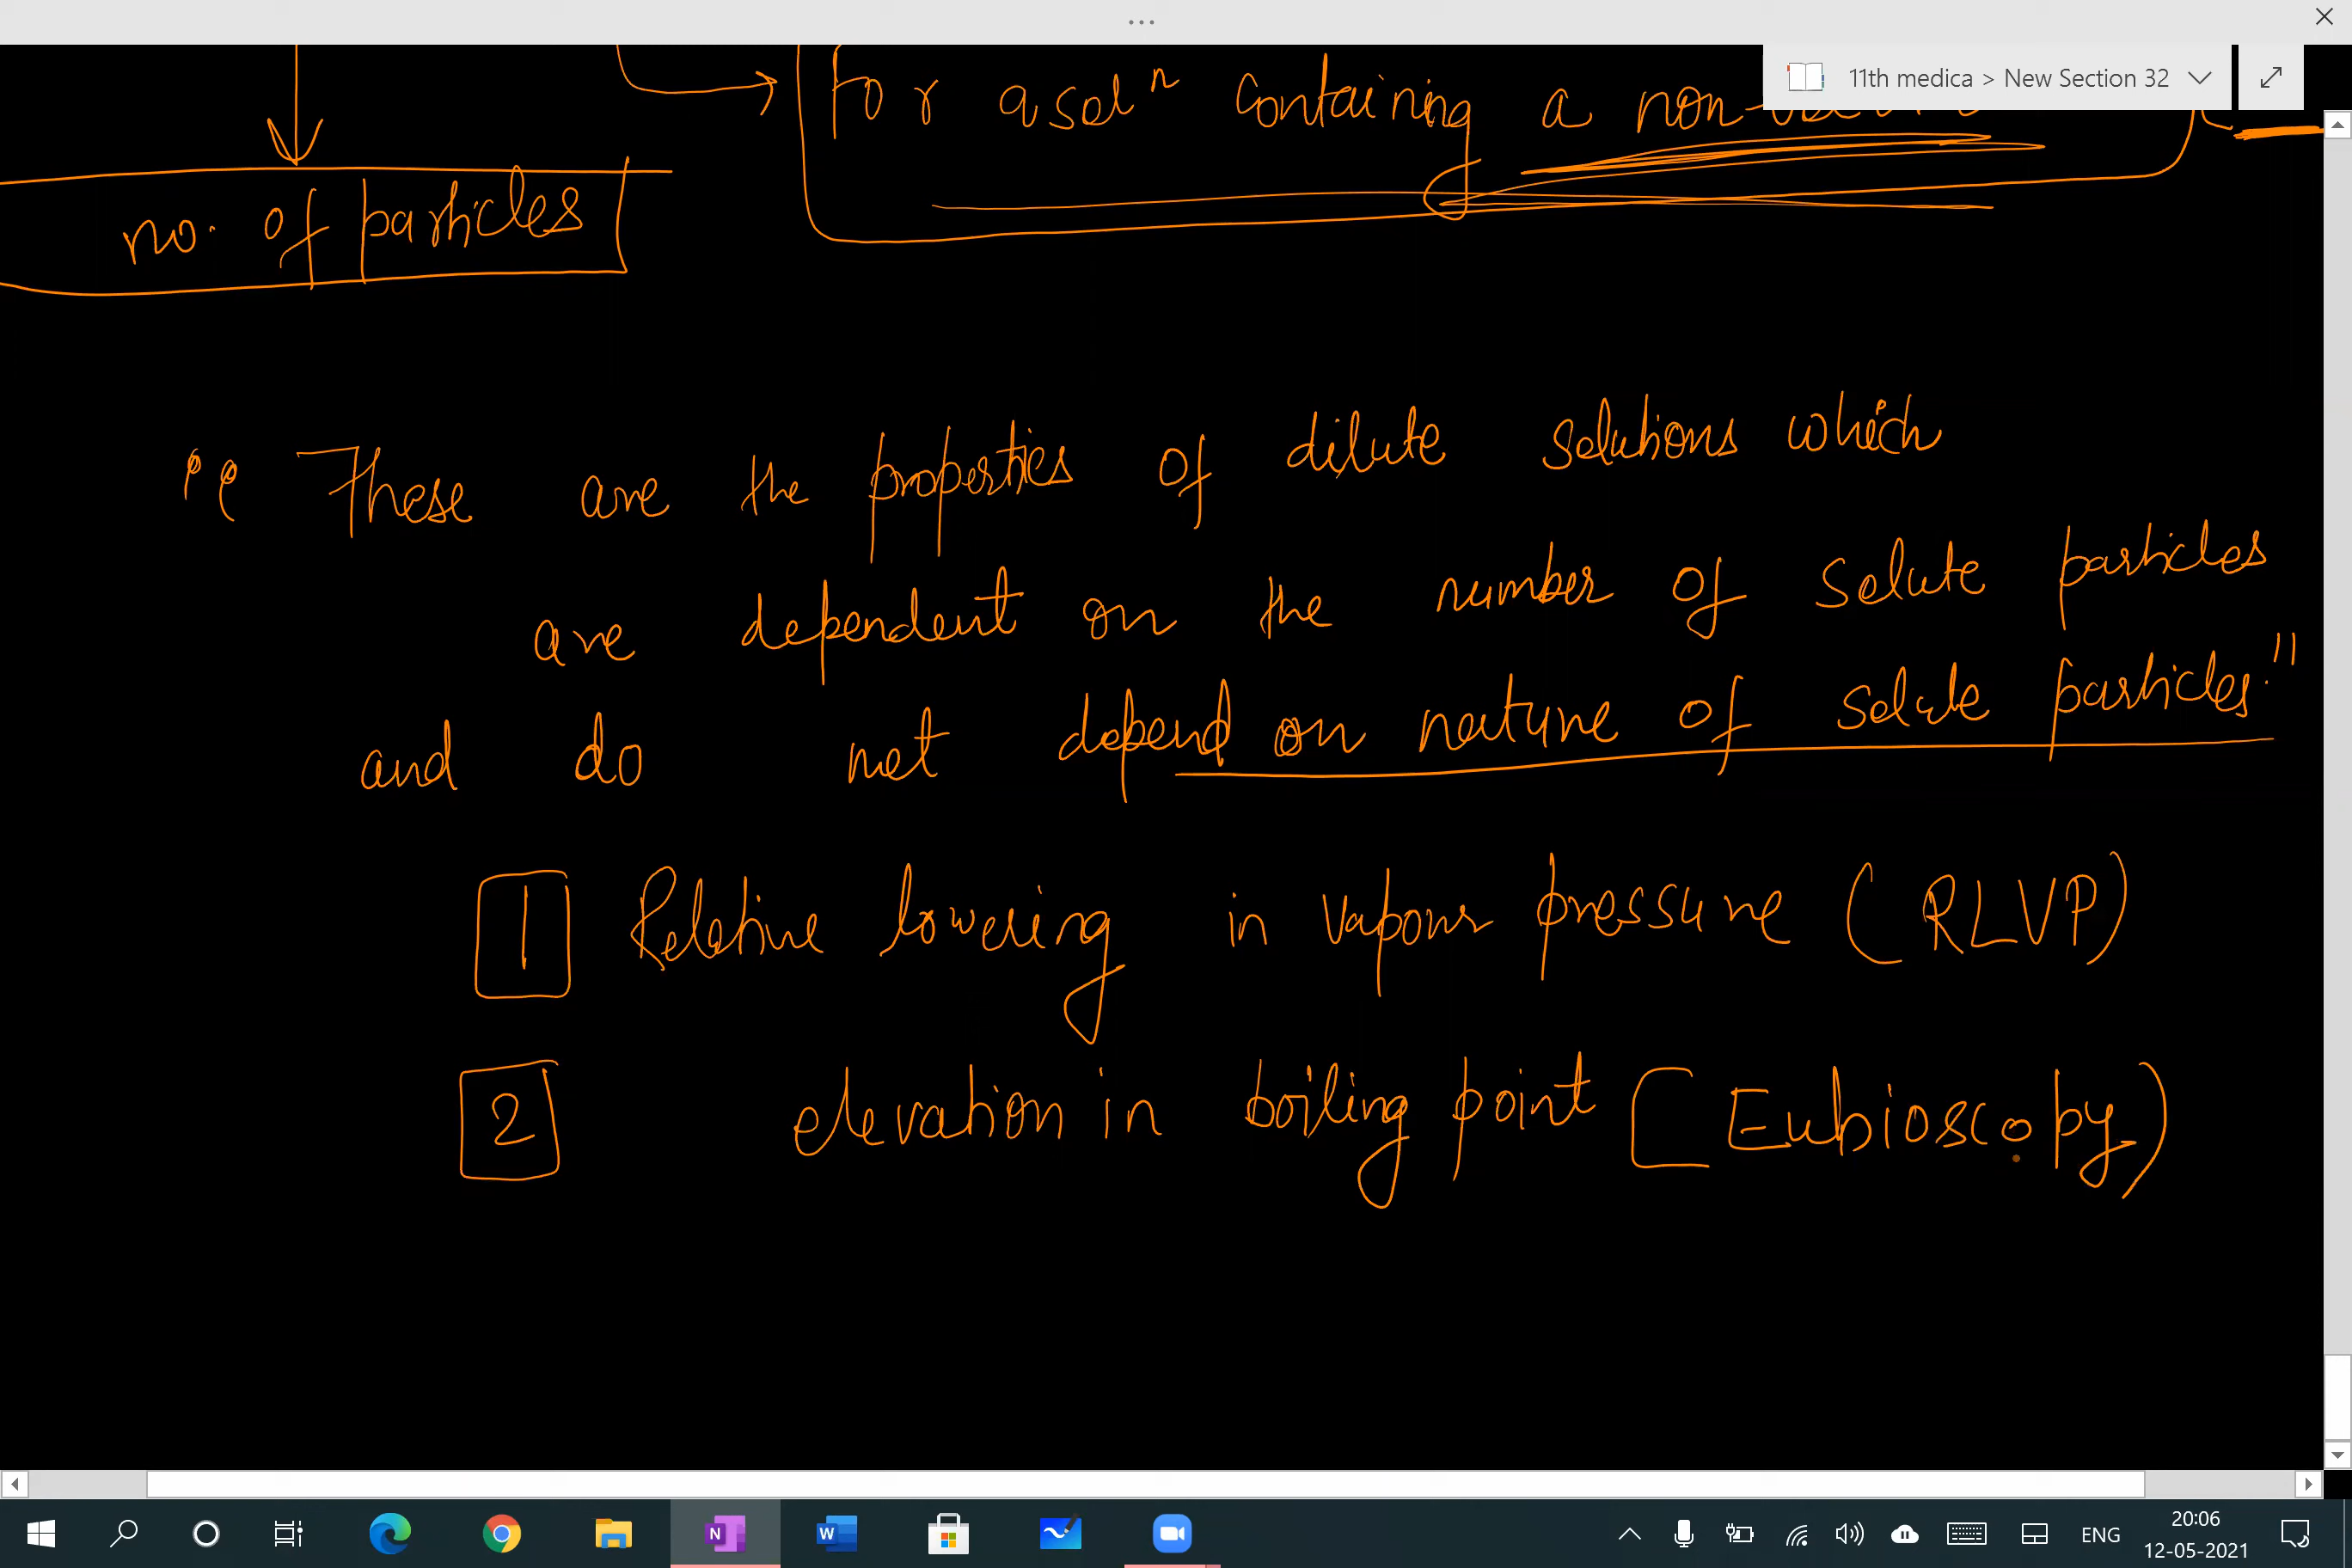 11th medica > New Section 32
For a solⁿ containing a non-
no. of particles
" These are the properties of dilute solutions which
are dependent on the number of solute particles
and do not depend on nature of solute particles."
1 Relative lowering in vapour pressure (RLVP)
2 elevation in boiling point [Eubioscopy)
ENG
20:06
12-05-2021